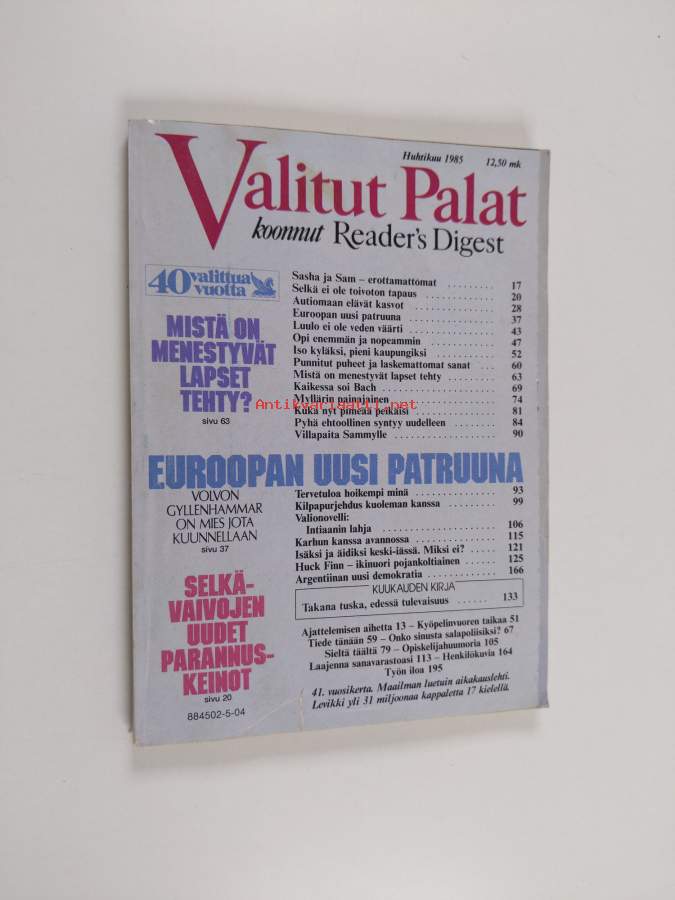 Huhtikuu 1985 12,50 mk
Valitut Palat
koonnut Reader's Digest
40 valittua vuotta
MISTÄ ON
MENESTYVÄT
LAPSET
TEHTY?
sivu 63
Sasha ja Sam – erottamattomat ......... 17
Selkä ei ole toivoton tapaus ............ 20
Autiomaan elävät kasvot ............... 28
Euroopan uusi patruuna ............... 37
Luulo ei ole veden väärti ............... 43
Opi enemmän ja nopeammin ............ 47
Iso kyläksi, pieni kaupungiksi ............ 52
Punnitut puheet ja laskemattomat sanat .... 60
Mistä on menestyvät lapset tehty ......... 63
Kaikessa soi Bach .................... 69
Myllärin painajainen ................... 74
Kuka nyt pimeää pelkäisi ............... 81
Pyhä ehtoollinen syntyy uudelleen ........ 84
Villapaita Sammylle ................... 90
Antikvariaatti.net
EUROOPAN UUSI PATRUUNA
VOLVON
GYLLENHAMMAR
ON MIES JOTA
KUUNNELLAAN
sivu 37
Tervetuloa hoikempi minä ............... 93
Kilpapurjehdus kuoleman kanssa ......... 99
Valionovelli:
Intiaanin lahja ....................... 106
Karhun kanssa avannossa ............... 115
Isäksi ja äidiksi keski-iässä. Miksi ei? ..... 121
Huck Finn – ikinuori pojankoltiainen ...... 125
Argentiinan uusi demokratia ............ 166
KUUKAUDEN KIRJA
Takana tuska, edessä tulevaisuus ...... 133
SELKÄ-
VAIVOJEN
UUDET
PARANNUS-
KEINOT
sivu 20
884502-5-04
Ajattelemisen aihetta 13 – Kyöpelinvuoren taikaa 51
Tiede tänään 59 – Onko sinusta salapoliisiksi? 67
Sieltä täältä 79 – Opiskelijahuumoria 105
Laajenna sanavarastoasi 113 – Henkilökuvia 164
Työn iloa 195
41. vuosikerta. Maailman luetuin aikakauslehti.
Levikki yli 31 miljoonaa kappaletta 17 kielellä.